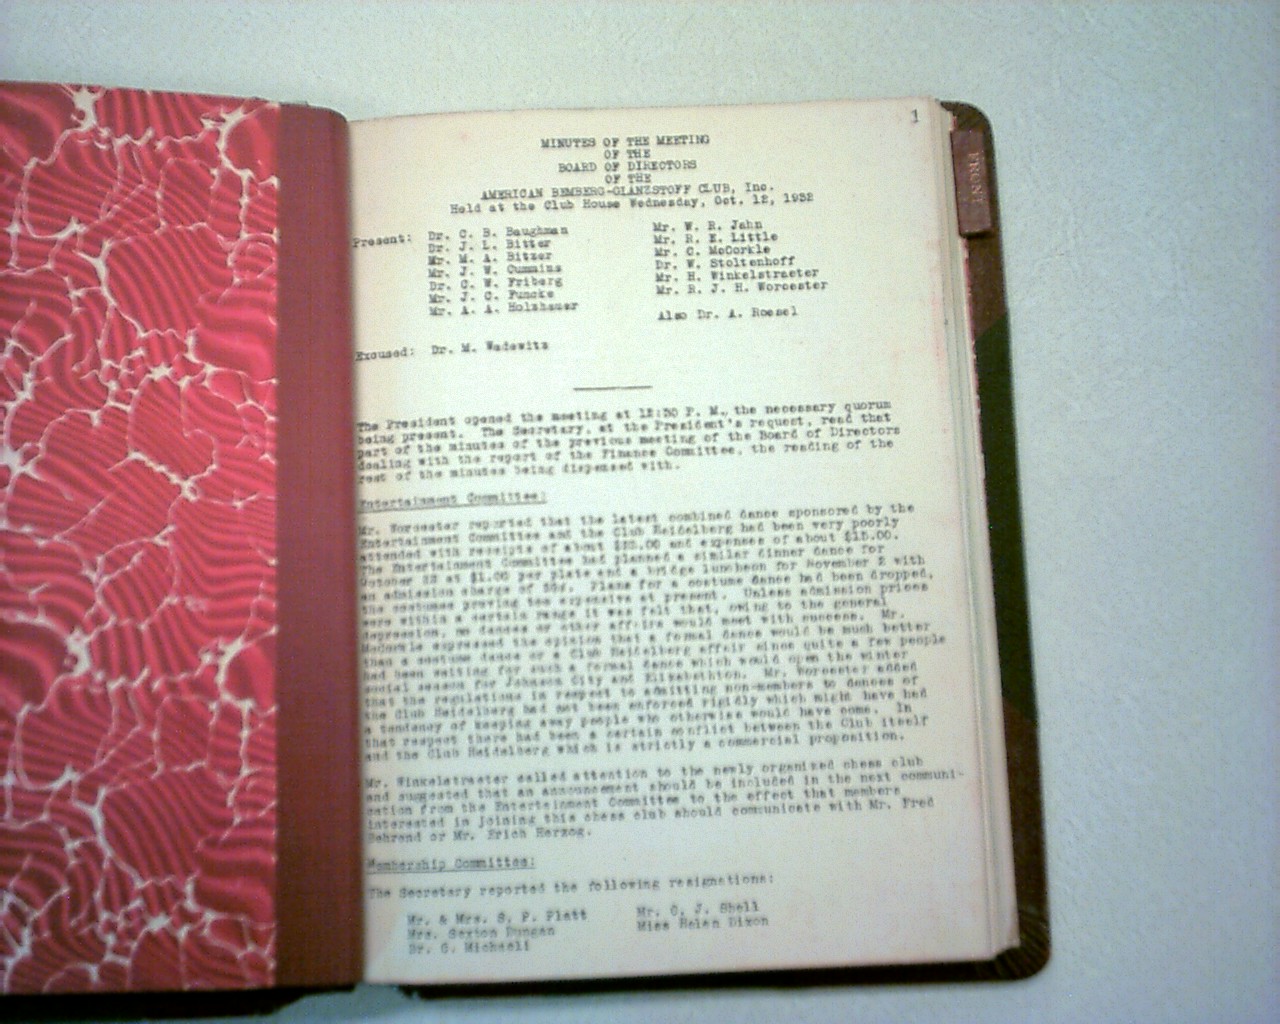 1
FRONT
MINUTES OF THE MEETING
OF THE
BOARD OF DIRECTORS
OF THE
AMERICAN BEMBERG-GLANZSTOFF CLUB, Inc.
Held at the Club House Wednesday, Oct. 12, 1932
Present: Dr. C. B. Baughman Mr. W. R. Jahn
Dr. J. L. Bitter Mr. R. E. Little
Mr. M. A. Bitzer Mr. C. McCorkle
Mr. J. W. Cummins Dr. W. Stoltenhoff
Dr. C. W. Friberg Mr. H. Winkelstraeter
Mr. J. C. Funcke Mr. R. J. H. Worcester
Mr. A. A. Holzhauer
Also Dr. A. Roesel
Excused: Dr. M. Wadewitz
The President opened the meeting at 12:30 P. M., the necessary quorum
being present. The Secretary, at the President's request, read that
part of the minutes of the previous meeting of the Board of Directors
dealing with the report of the Finance Committee, the reading of the
rest of the minutes being dispensed with.
Entertainment Committee:
Mr. Worcester reported that the latest combined dance sponsored by the
Entertainment Committee and the Club Heidelberg had been very poorly
attended with receipts of about and expenses of about $15.00.
The Entertainment Committee had planned a similar dinner dance for
October 22 at $1.00 per plate and a bridge luncheon for November 2 with
an admission charge of 50¢. Plans for a costume dance had been dropped,
the costumes proving too expensive at present. Unless admission prices
were within a certain range it was felt that, owing to the general
depression, no dances or other affairs would meet with success. Mr.
McCorkle expressed the opinion that a formal dance would be much better
than a costume dance or a Club Heidelberg affair since quite a few people
had been waiting for such a formal dance which would open the winter
social season for Johnson City and Elizabethton. Mr. Worcester added
that the regulations in respect to admitting non-members to dances of
the Club Heidelberg had not been enforced rigidly which might have had
a tendency of keeping away people who otherwise would have come. In
that respect there had been a certain conflict between the Club itself
and the Club Heidelberg which is strictly a commercial proposition.
Mr. Winkelstraeter called attention to the newly organized chess club
and suggested that an announcement should be included in the next communi-
cation from the Entertainment Committee to the effect that members
interested in joining this chess club should communicate with Mr. Fred
Behrend or Mr. Erich Herzog.
Membership Committee:
The Secretary reported the following resignations:
Mr. & Mrs. S. P. Platt Mr. C. J. Shell
Mrs. Sexton Dungan Miss Helen Dixon
Dr. G. Michaeli